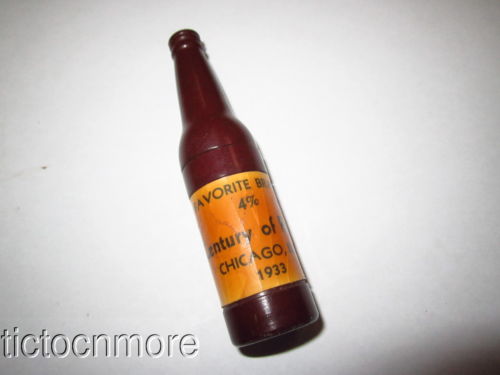 AVORITE BR
4%
entury of
CHICAGO,
1933
tictocnmore